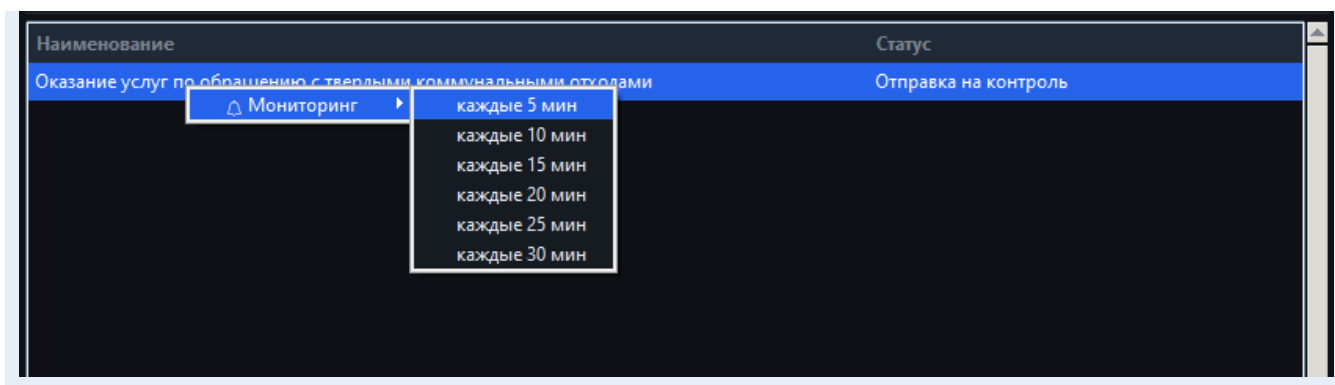 Наименование Статус
Оказание услуг по обращению с твердыми коммунальными отходами Отправка на контроль
Мониторинг каждые 5 мин
каждые 10 мин
каждые 15 мин
каждые 20 мин
каждые 25 мин
каждые 30 мин